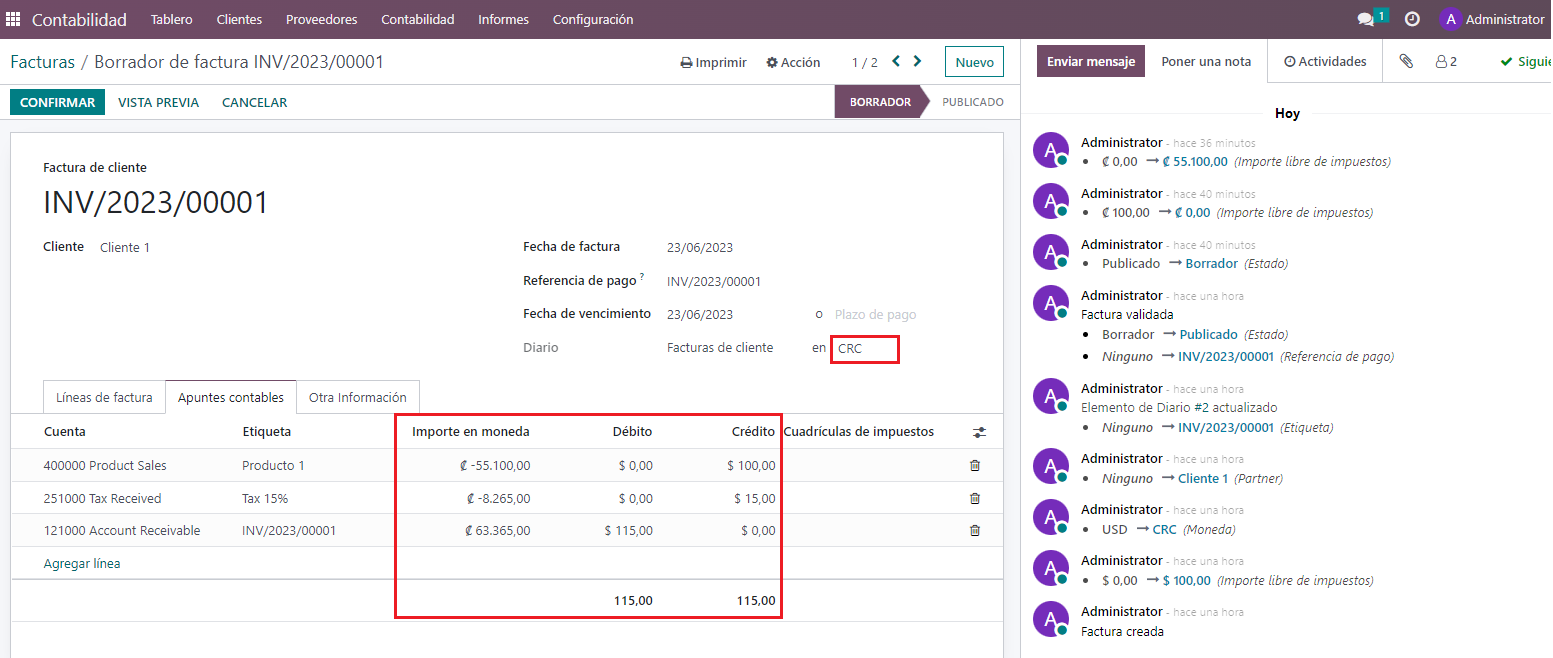 Contabilidad Tablero Clientes Proveedores Contabilidad Informes Configuración 1 A Administrator
Facturas / Borrador de factura INV/2023/00001 Imprimir Acción 1 / 2 Nuevo
CONFIRMAR VISTA PREVIA CANCELAR BORRADOR PUBLICADO
Factura de cliente
INV/2023/00001
Cliente Cliente 1
Fecha de factura 23/06/2023
Referencia de pago ? INV/2023/00001
Fecha de vencimiento 23/06/2023 o Plazo de pago
Diario Facturas de cliente en CRC
Líneas de factura Apuntes contables Otra Información
Cuenta Etiqueta Importe en moneda Débito Crédito Cuadrículas de impuestos
400000 Product Sales Producto 1 ₡ -55.100,00 $ 0,00 $ 100,00
251000 Tax Received Tax 15% ₡ -8.265,00 $ 0,00 $ 15,00
121000 Account Receivable INV/2023/00001 ₡ 63.365,00 $ 115,00 $ 0,00
Agregar línea
115,00 115,00
Enviar mensaje Poner una nota Actividades 2 Siguie
Hoy
A Administrator - hace 36 minutos
₡ 0,00 → ₡ 55.100,00 (Importe libre de impuestos)
A Administrator - hace 40 minutos
₡ 100,00 → ₡ 0,00 (Importe libre de impuestos)
A Administrator - hace 40 minutos
Publicado → Borrador (Estado)
A Administrator - hace una hora
Factura validada
Borrador → Publicado (Estado)
Ninguno → INV/2023/00001 (Referencia de pago)
A Administrator - hace una hora
Elemento de Diario #2 actualizado
Ninguno → INV/2023/00001 (Etiqueta)
A Administrator - hace una hora
Ninguno → Cliente 1 (Partner)
A Administrator - hace una hora
USD → CRC (Moneda)
A Administrator - hace una hora
$ 0,00 → $ 100,00 (Importe libre de impuestos)
A Administrator - hace una hora
Factura creada